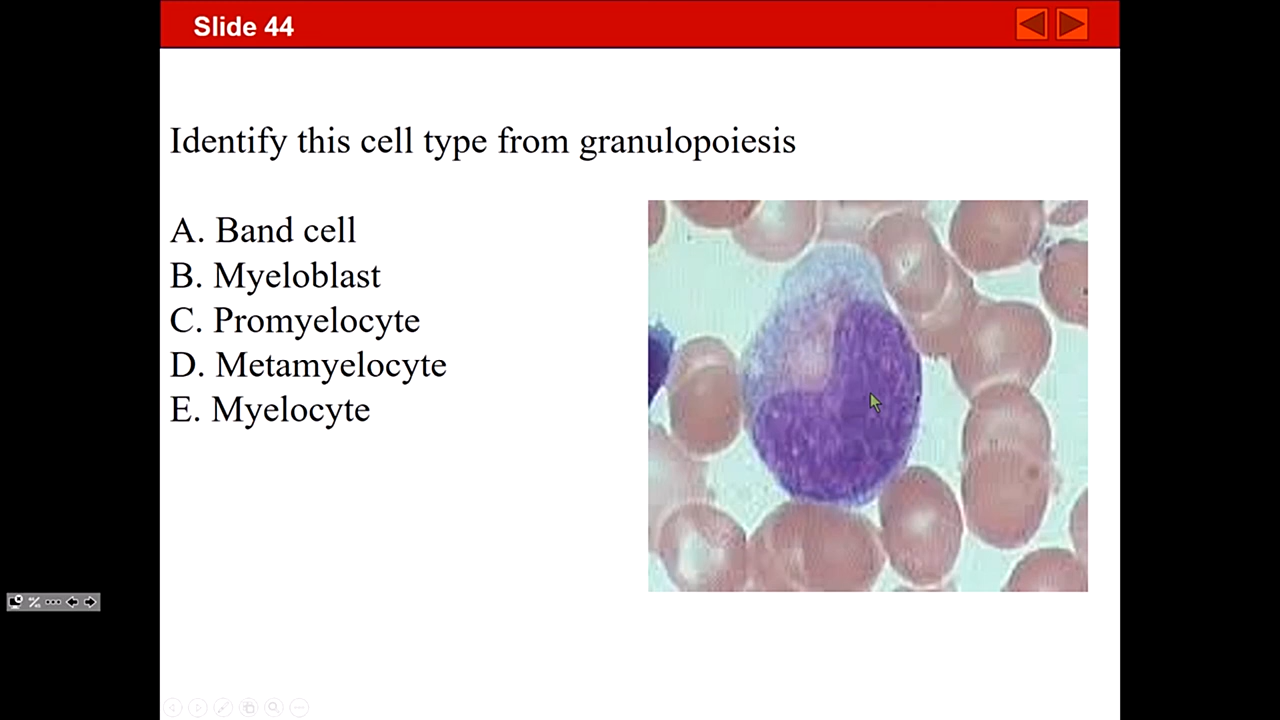 Slide 44
Identify this cell type from granulopoiesis
A. Band cell
B. Myeloblast
C. Promyelocyte
D. Metamyelocyte
E. Myelocyte